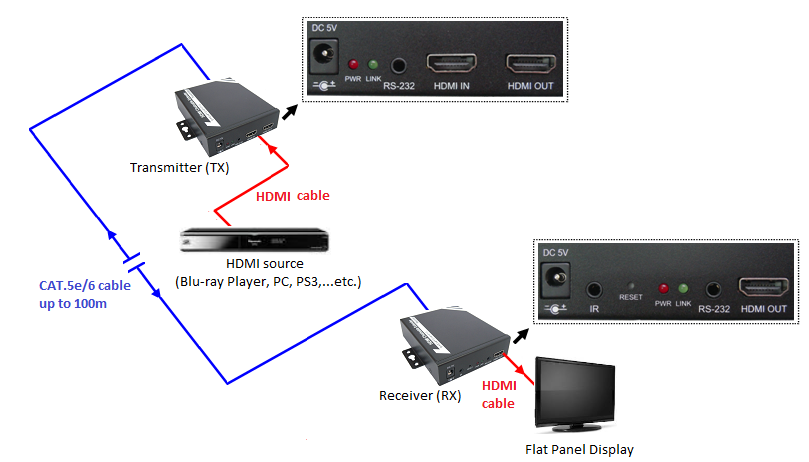 DC 5V
PWR LINK RS-232 HDMI IN HDMI OUT
Transmitter (TX)
HDMI cable
HDMI source
(Blu-ray Player, PC, PS3,...etc.)
CAT.5e/6 cable
up to 100m
DC 5V
IR RESET PWR LINK RS-232 HDMI OUT
Receiver (RX)
HDMI
cable
Flat Panel Display